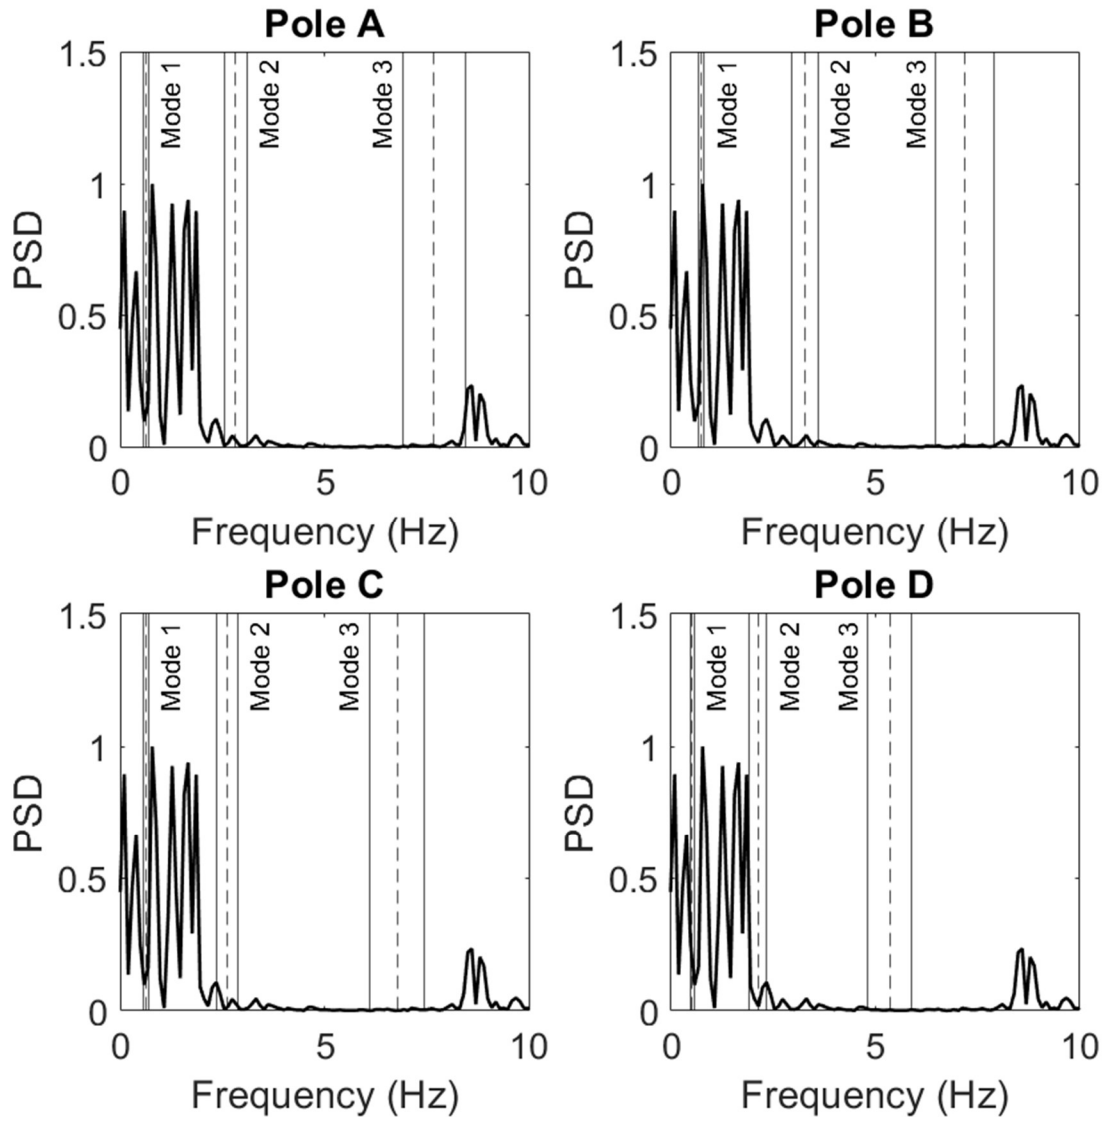 Pole A
1.5
1
0.5
0
PSD
Mode 1
Mode 2
Mode 3
0 5 10
Frequency (Hz)
Pole B
1.5
1
0.5
0
PSD
Mode 1
Mode 2
Mode 3
0 5 10
Frequency (Hz)
Pole C
1.5
1
0.5
0
PSD
Mode 1
Mode 2
Mode 3
0 5 10
Frequency (Hz)
Pole D
1.5
1
0.5
0
PSD
Mode 1
Mode 2
Mode 3
0 5 10
Frequency (Hz)